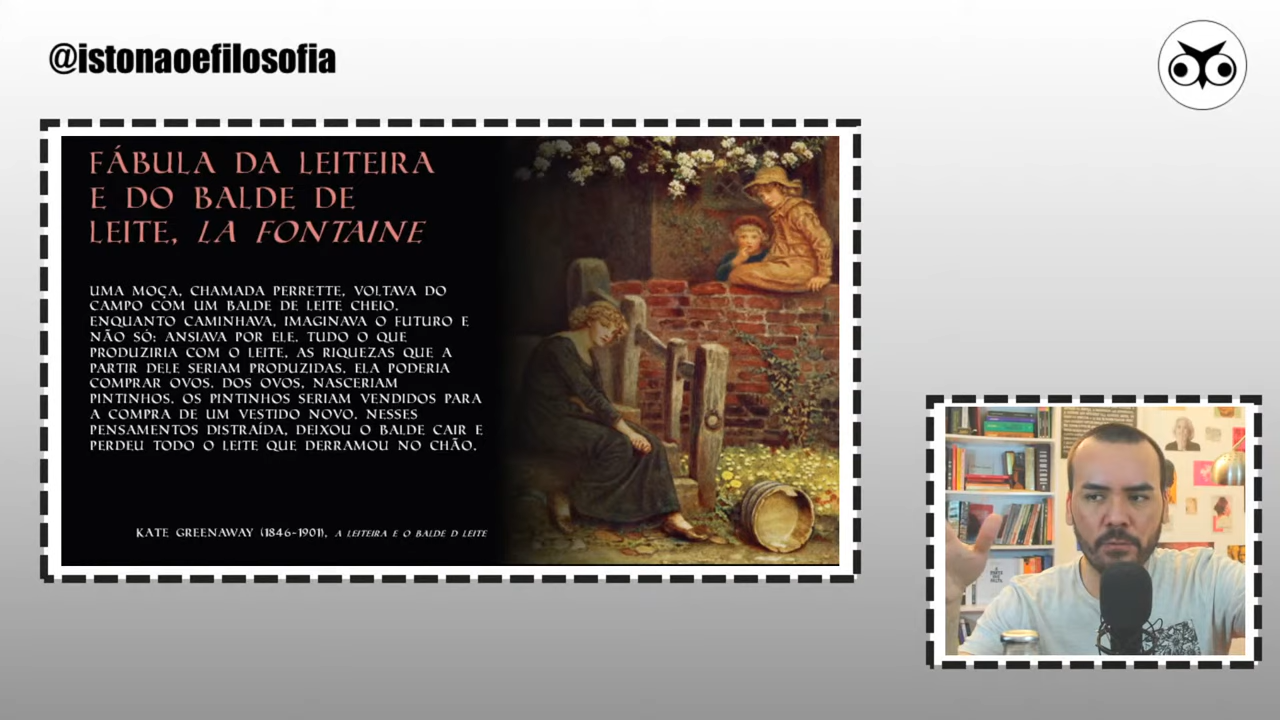 @istonaoefilosofia
FÁBULA DA LEITEIRA
E DO BALDE DE
LEITE, LA FONTAINE
UMA MOÇA, CHAMADA PERRETTE, VOLTAVA DO
CAMPO COM UM BALDE DE LEITE CHEIO.
ENQUANTO CAMINHAVA, IMAGINAVA O FUTURO E
NÃO SÓ: ANSIAVA POR ELE. TUDO O QUE
PRODUZIRIA COM O LEITE, AS RIQUEZAS QUE A
PARTIR DELE SERIAM PRODUZIDAS. ELA PODERIA
COMPRAR OVOS. DOS OVOS, NASCERIAM
PINTINHOS. OS PINTINHOS SERIAM VENDIDOS PARA
A COMPRA DE UM VESTIDO NOVO. NESSES
PENSAMENTOS DISTRAÍDA, DEIXOU O BALDE CAIR E
PERDEU TODO O LEITE QUE DERRAMOU NO CHÃO.
KATE GREENAWAY (1846-1901), A LEITEIRA E O BALDE D LEITE